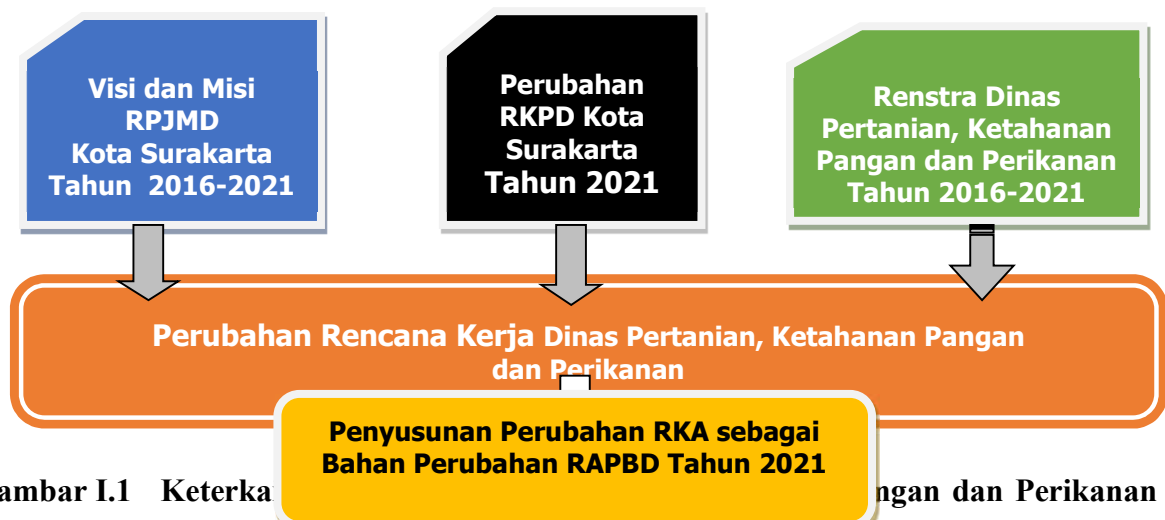 Visi dan Misi
RPJMD
Kota Surakarta
Tahun 2016-2021
Perubahan
RKPD Kota
Surakarta
Tahun 2021
Renstra Dinas
Pertanian, Ketahanan
Pangan dan Perikanan
Tahun 2016-2021
Perubahan Rencana Kerja Dinas Pertanian, Ketahanan Pangan
dan Perikanan
Penyusunan Perubahan RKA sebagai
Bahan Perubahan RAPBD Tahun 2021
ambar I.1 Keterka ngan dan Perikanan